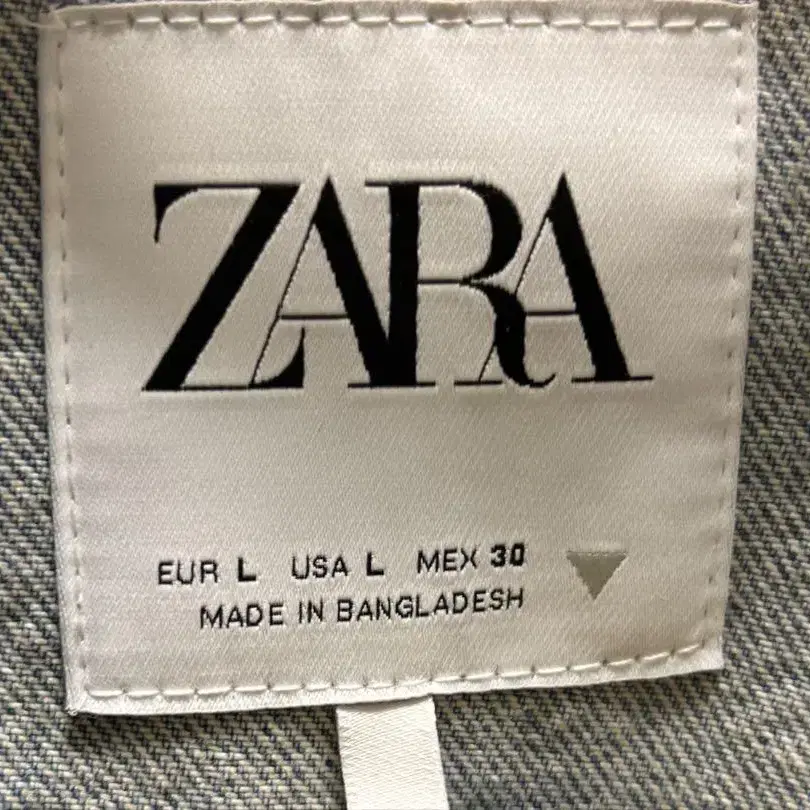 ZARA
EUR L USA L MEX 30
MADE IN BANGLADESH